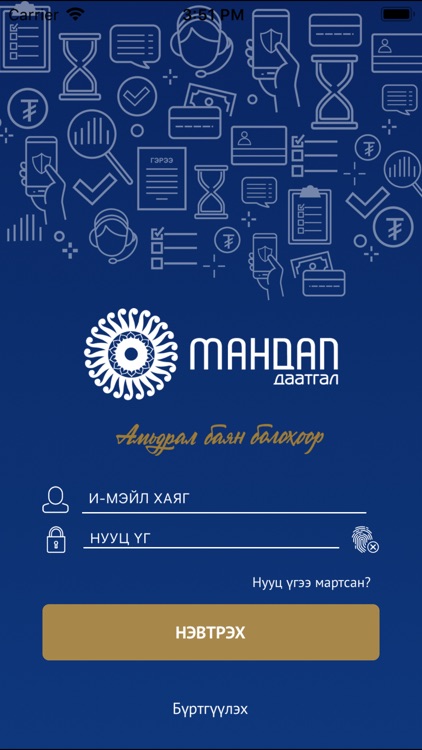 Carrier 3:51 PM
ГЭРЭЭ
МАНДАЛ
даатгал
Амьдрал баян болохоор
И-МЭЙЛ ХАЯГ
НУУЦ ҮГ
Нууц үгээ мартсан?
НЭВТРЭХ
Бүртгүүлэх